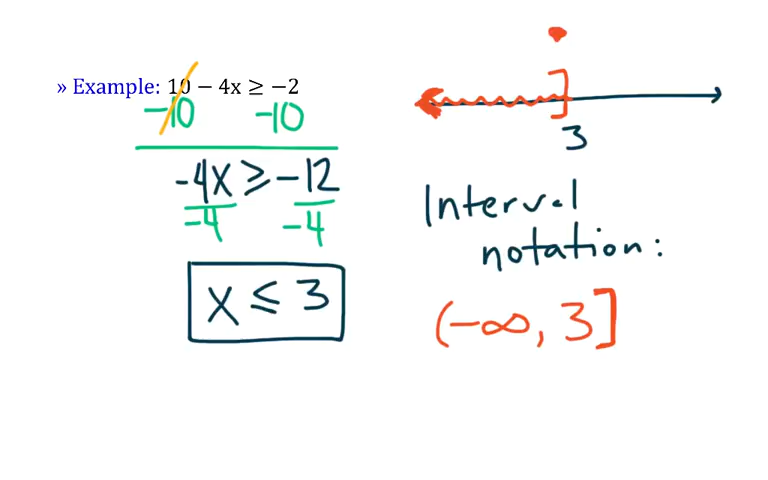 » Example: 10 − 4x ≥ −2
−10 −10
−4x ≥ −12
−4 −4
x ≤ 3
3
Interval
notation:
(−∞, 3]